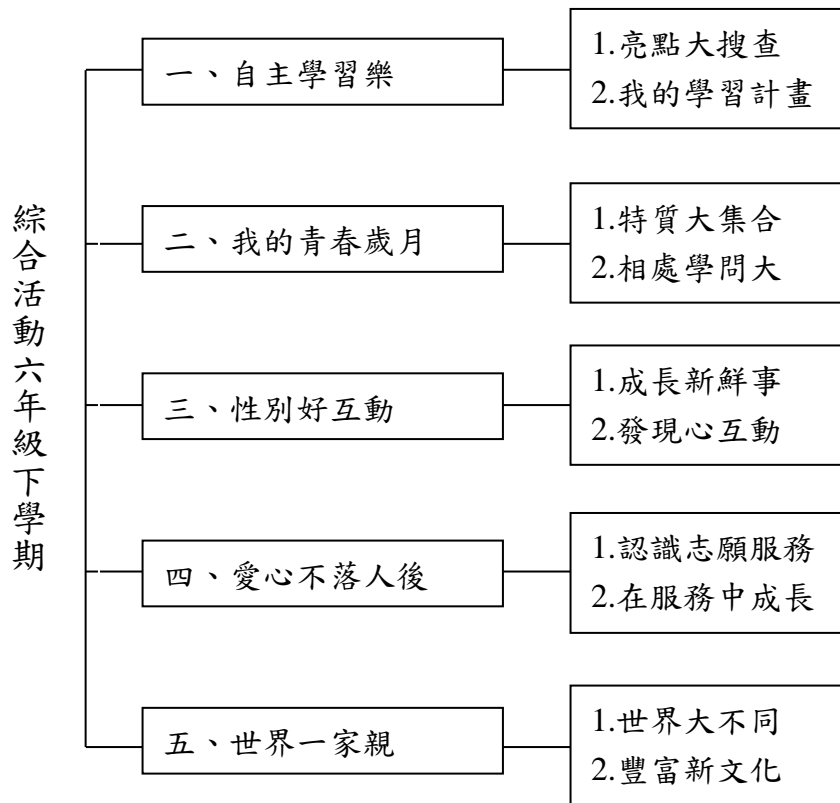 綜合活動六年級下學期
一、自主學習樂
1.亮點大搜查
2.我的學習計畫
二、我的青春歲月
1.特質大集合
2.相處學問大
三、性別好互動
1.成長新鮮事
2.發現心互動
四、愛心不落人後
1.認識志願服務
2.在服務中成長
五、世界一家親
1.世界大不同
2.豐富新文化